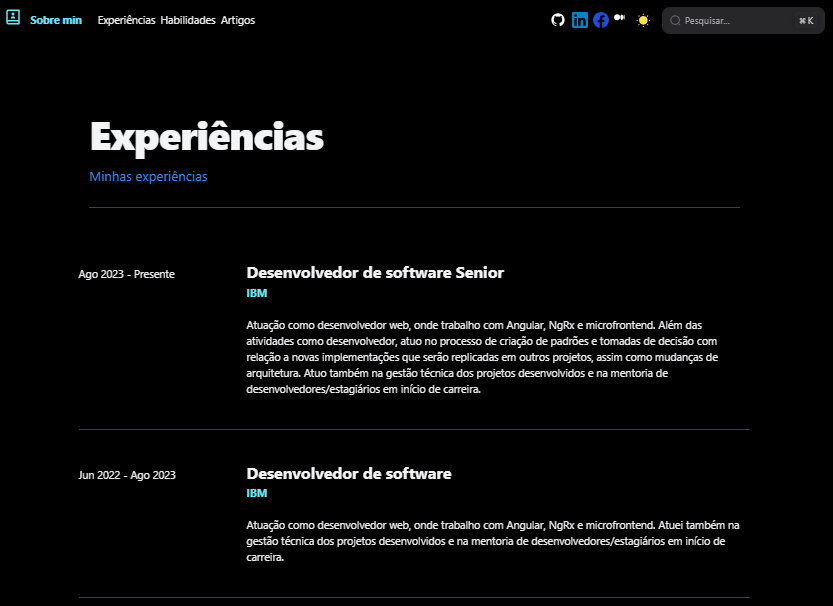 Sobre min Experiências Habilidades Artigos Pesquisar... ⌘ K
Experiências
Minhas experiências
Ago 2023 - Presente
Desenvolvedor de software Senior
IBM
Atuação como desenvolvedor web, onde trabalho com Angular, NgRx e microfrontend. Além das
atividades como desenvolvedor, atuo no processo de criação de padrões e tomadas de decisão com
relação a novas implementações que serão replicadas em outros projetos, assim como mudanças de
arquitetura. Atuo também na gestão técnica dos projetos desenvolvidos e na mentoria de
desenvolvedores/estagiários em início de carreira.
Jun 2022 - Ago 2023
Desenvolvedor de software
IBM
Atuação como desenvolvedor web, onde trabalho com Angular, NgRx e microfrontend. Atuei também na
gestão técnica dos projetos desenvolvidos e na mentoria de desenvolvedores/estagiários em início de
carreira.